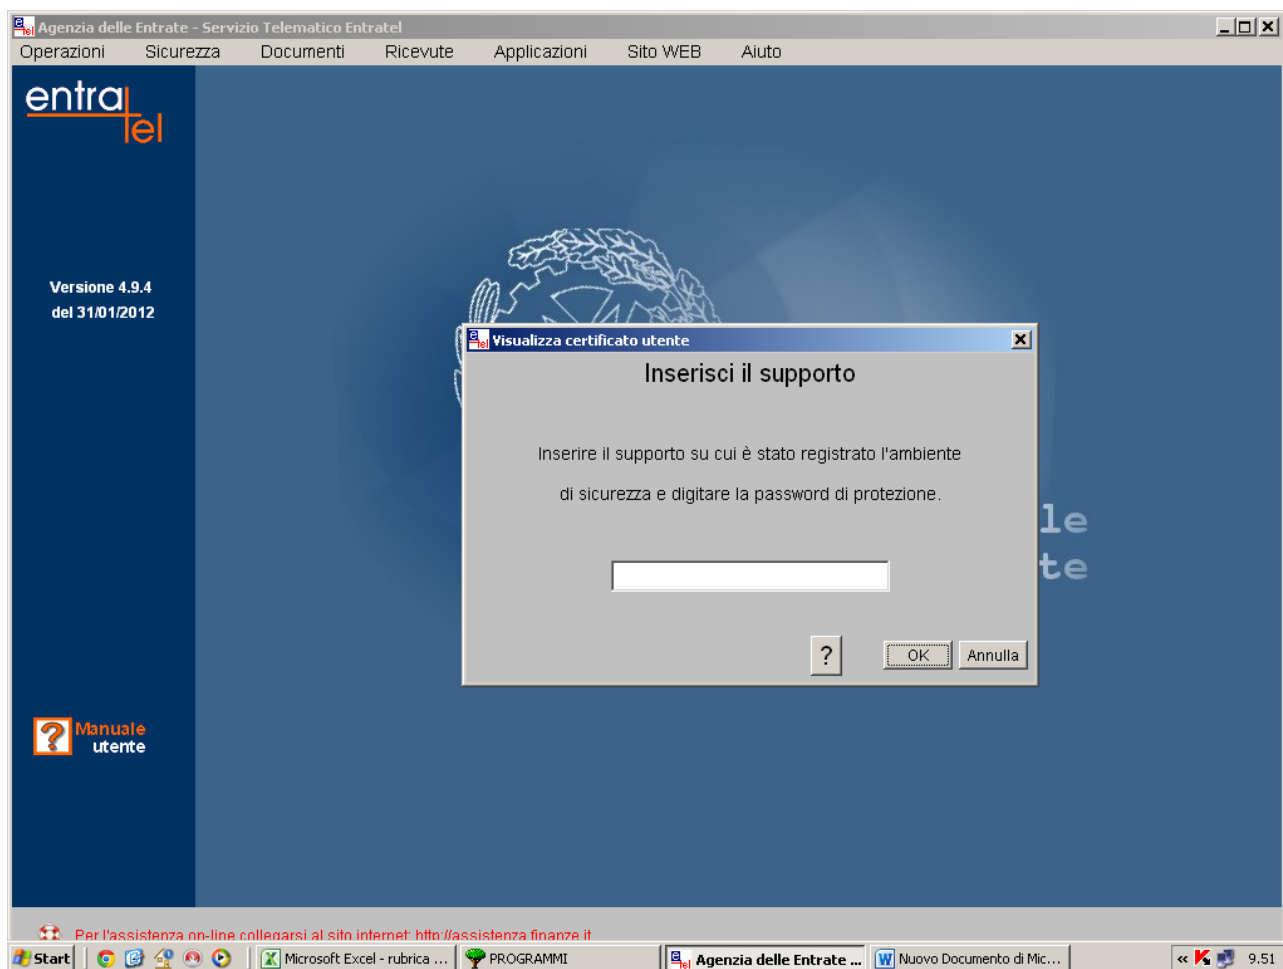 Agenzia delle Entrate - Servizio Telematico Entratel
Operazioni Sicurezza Documenti Ricevute Applicazioni Sito WEB Aiuto
entratel
Versione 4.9.4
del 31/01/2012
Visualizza certificato utente
Inserisci il supporto
Inserire il supporto su cui è stato registrato l'ambiente
di sicurezza e digitare la password di protezione.
le
te
? OK Annulla
? Manuale
utente
Per l'assistenza on-line collegarsi al sito internet: http://assistenza.finanze.it
Start Microsoft Excel - rubrica ... PROGRAMMI Agenzia delle Entrate ... Nuovo Documento di Mic... « 9.51